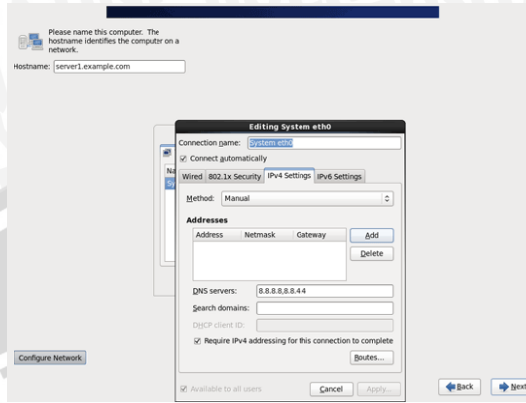 Please name this computer. The
hostname identifies the computer on a
network.
Hostname: server1.example.com
Editing System eth0
Connection name: System eth0
Connect automatically
Na
Sy
Wired 802.1x Security IPv4 Settings IPv6 Settings
Method: Manual
Addresses
Address Netmask Gateway
Add
Delete
DNS servers: 8.8.8.8,8.8.4.4
Search domains:
DHCP client ID:
Require IPv4 addressing for this connection to complete
Routes...
Configure Network
Available to all users Cancel Apply...
Back Next